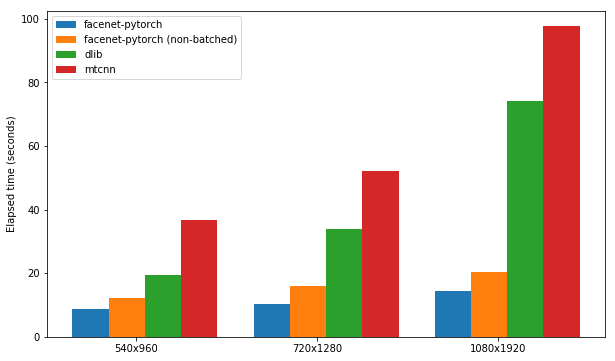 facenet-pytorch
facenet-pytorch (non-batched)
dlib
mtcnn
Elapsed time (seconds)
100
80
60
40
20
0
540x960
720x1280
1080x1920